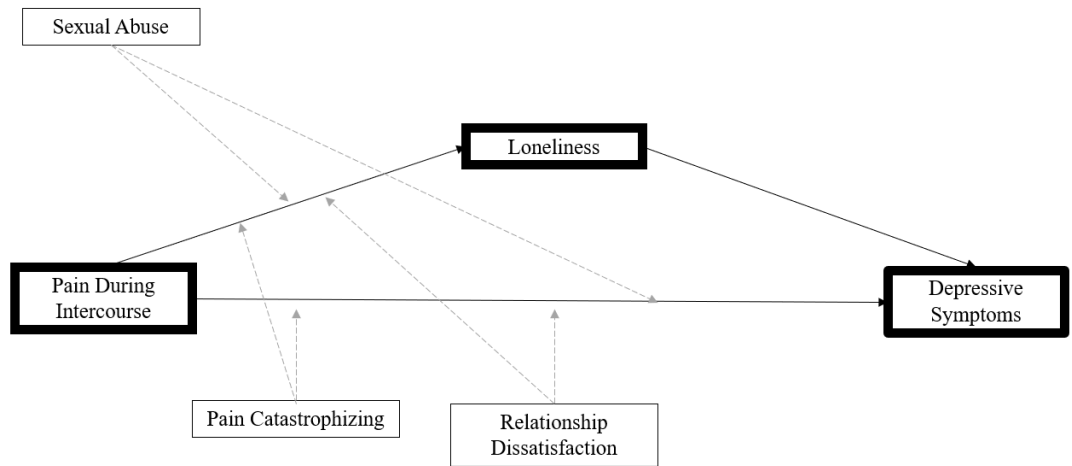 Sexual Abuse
Loneliness
Pain During
Intercourse
Depressive
Symptoms
Pain Catastrophizing
Relationship
Dissatisfaction